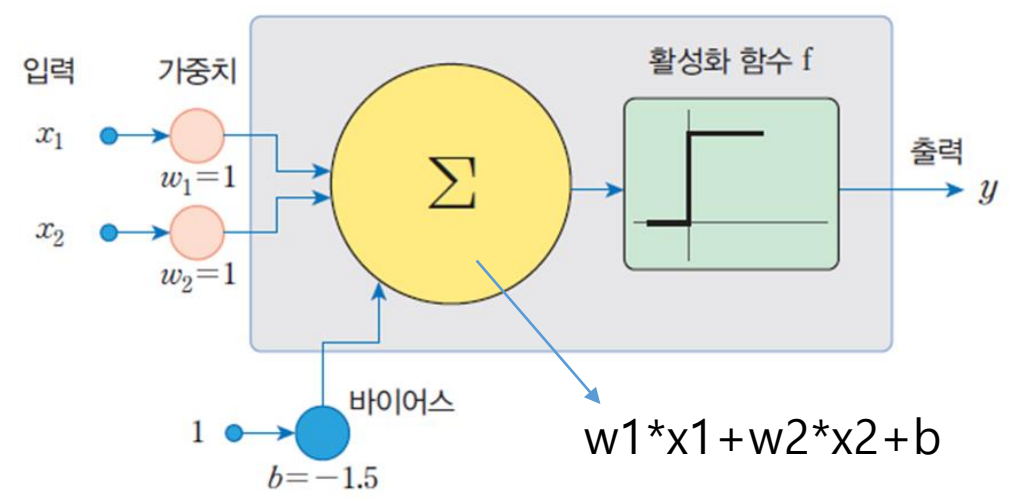 입력
가중치
활성화 함수 f
x₁
w₁=1
Σ
출력
y
x₂
w₂=1
바이어스
1
b=−1.5
w1*x1+w2*x2+b